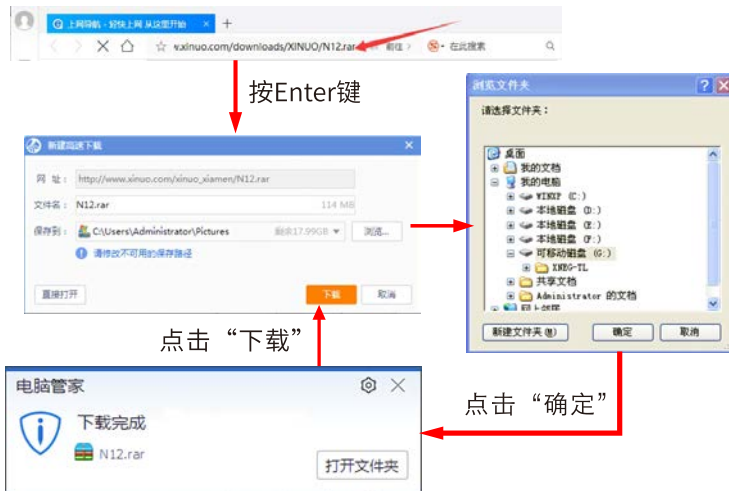 上网导航 - 轻快上网 从这里开始 × +
v.xinuo.com/downloads/XINUO/N12.rar 前往 在此搜索
按Enter键
新建高速下载 ×
网 址： http://www.xinuo.com/xinuo_xiamen/N12.rar
文件名： N12.rar 114 MB
保存到： C:\Users\Administrator\Pictures 剩余17.99GB 浏览...
请修改不可用的保存路径
直接打开 下载 取消
浏览文件夹
请选择文件夹：
桌面
我的文档
我的电脑
WINXP (C:)
本地磁盘 (D:)
本地磁盘 (E:)
本地磁盘 (F:)
可移动磁盘 (G:)
XNEG-TL
共享文档
Administrator 的文档
网上邻居
新建文件夹(M) 确定 取消
点击“下载”
点击“确定”
电脑管家
下载完成
N12.rar
打开文件夹